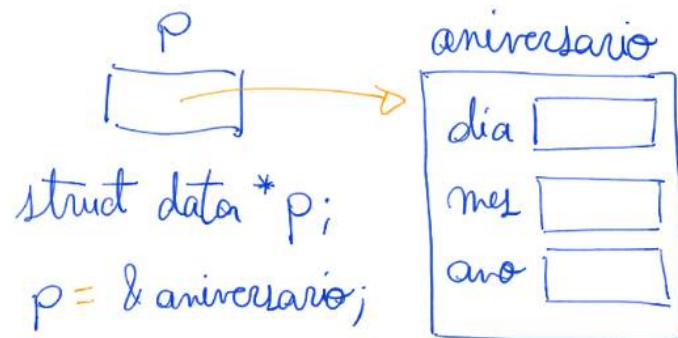 p
aniversario
dia
mes
ano
struct data *p;
p = & aniversario;